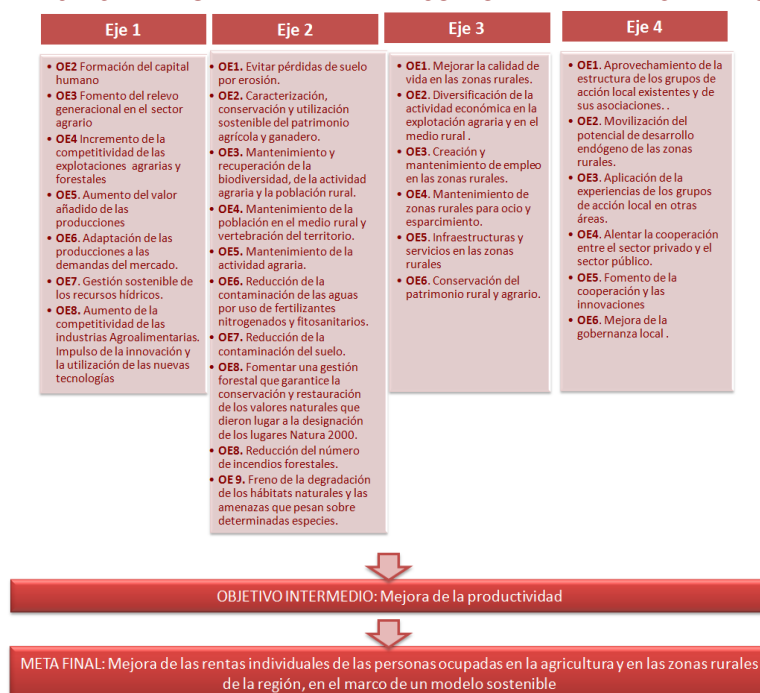 Eje 1
• OE2 Formación del capital
humano
• OE3 Fomento del relevo
generacional en el sector
agrario
• OE4 Incremento de la
competitividad de las
explotaciones agrarias y
forestales
• OE5. Aumento del valor
añadido de las
producciones
• OE6. Adaptación de las
producciones a las
demandas del mercado.
• OE7. Gestión sostenible de
los recursos hídricos.
• OE8. Aumento de la
competitividad de las
industrias Agroalimentarias.
Impulso de la innovación y
la utilización de las nuevas
tecnologías
Eje 2
• OE1. Evitar pérdidas de suelo
por erosión.
• OE2. Caracterización,
conservación y utilización
sostenible del patrimonio
agrícola y ganadero.
• OE3. Mantenimiento y
recuperación de la
biodiversidad, de la actividad
agraria y la población rural.
• OE4. Mantenimiento de la
población en el medio rural y
vertebración del territorio.
• OE5. Mantenimiento de la
actividad agraria.
• OE6. Reducción de la
contaminación de las aguas
por uso de fertilizantes
nitrogenados y fitosanitarios.
• OE7. Reducción de la
contaminación del suelo.
• OE8. Fomentar una gestión
forestal que garantice la
conservación y restauración
de los valores naturales que
dieron lugar a la designación
de los lugares Natura 2000.
• OE8. Reducción del número
de incendios forestales.
• OE 9. Freno de la degradación
de los hábitats naturales y las
amenazas que pesan sobre
determinadas especies.
Eje 3
• OE1. Mejorar la calidad de
vida en las zonas rurales.
• OE2. Diversificación de la
actividad económica en la
explotación agraria y en el
medio rural .
• OE3. Creación y
mantenimiento de empleo
en las zonas rurales.
• OE4. Mantenimiento de
zonas rurales para ocio y
esparcimiento.
• OE5. Infraestructuras y
servicios en las zonas
rurales
• OE6. Conservación del
patrimonio rural y agrario.
Eje 4
• OE1. Aprovechamiento de la
estructura de los grupos de
acción local existentes y de
sus asociaciones. .
• OE2. Movilización del
potencial de desarrollo
endógeno de las zonas
rurales.
• OE3. Aplicación de la
experiencias de los grupos
de acción local en otras
áreas.
• OE4. Alentar la cooperación
entre el sector privado y el
sector público.
• OE5. Fomento de la
cooperación y las
innovaciones
• OE6. Mejora de la
gobernanza local .
OBJETIVO INTERMEDIO: Mejora de la productividad
META FINAL: Mejora de las rentas individuales de las personas ocupadas en la agricultura y en las zonas rurales
de la región, en el marco de un modelo sostenible